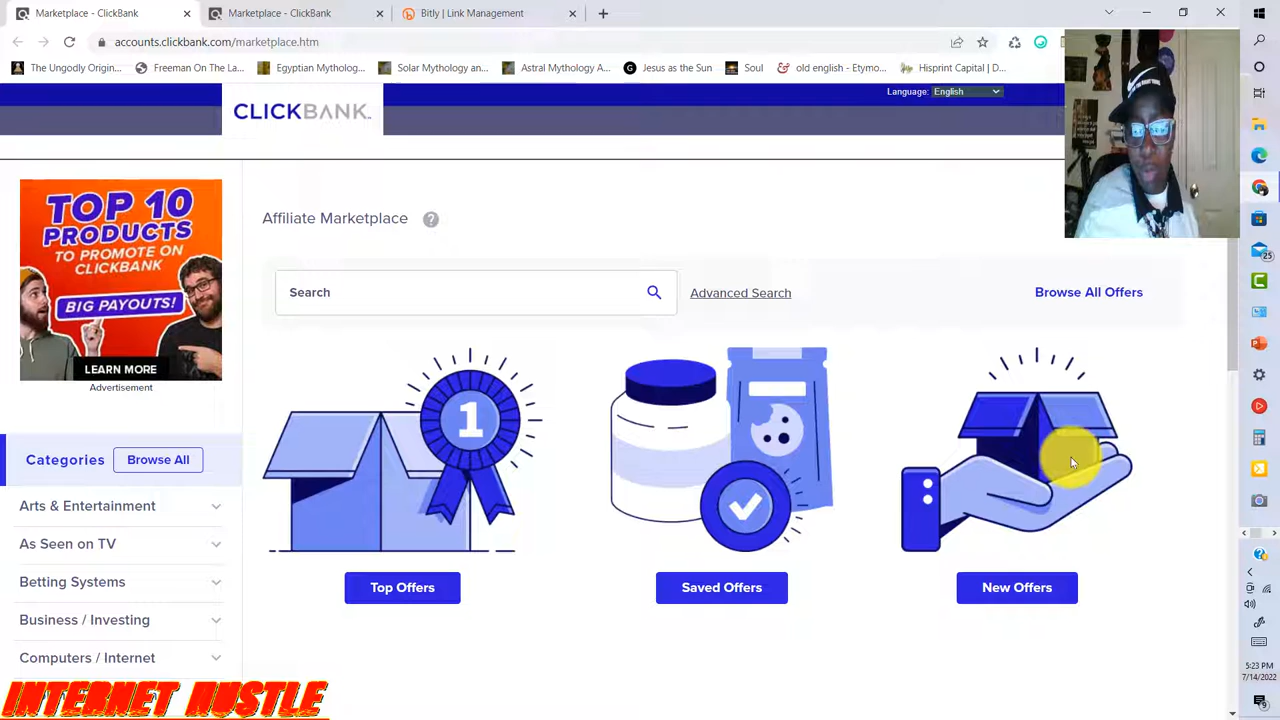 Marketplace - ClickBank
Marketplace - ClickBank
Bitly | Link Management
accounts.clickbank.com/marketplace.htm
The Ungodly Origin...
Freeman On The La...
Egyptian Mytholog...
Solar Mythology an...
Astral Mythology A...
Jesus as the Sun
Soul
old english - Etymo...
Hisprint Capital | D...
Language: English
CLICKBANK
TOP 10
PRODUCTS
TO PROMOTE ON
CLICKBANK
BIG PAYOUTS!
LEARN MORE
Advertisement
Affiliate Marketplace ?
Search
Advanced Search
Browse All Offers
1
Top Offers
Saved Offers
New Offers
Categories
Browse All
Arts & Entertainment
As Seen on TV
Betting Systems
Business / Investing
Computers / Internet
INTERNET HUSTLE
25
5:23 PM
7/14/2022